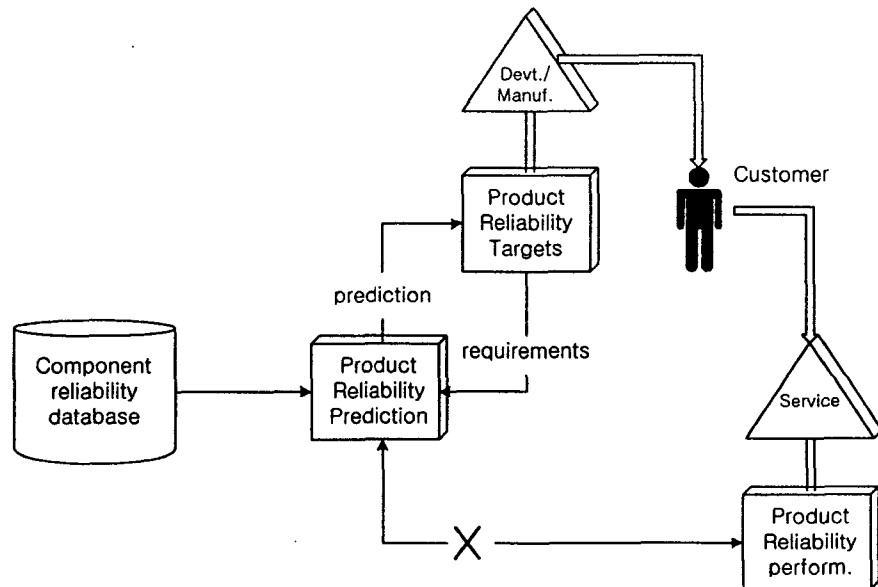 Devt./
Manuf.
Customer
Product
Reliability
Targets
prediction
requirements
Component
reliability
database
Product
Reliability
Prediction
Service
X
Product
Reliability
perform.